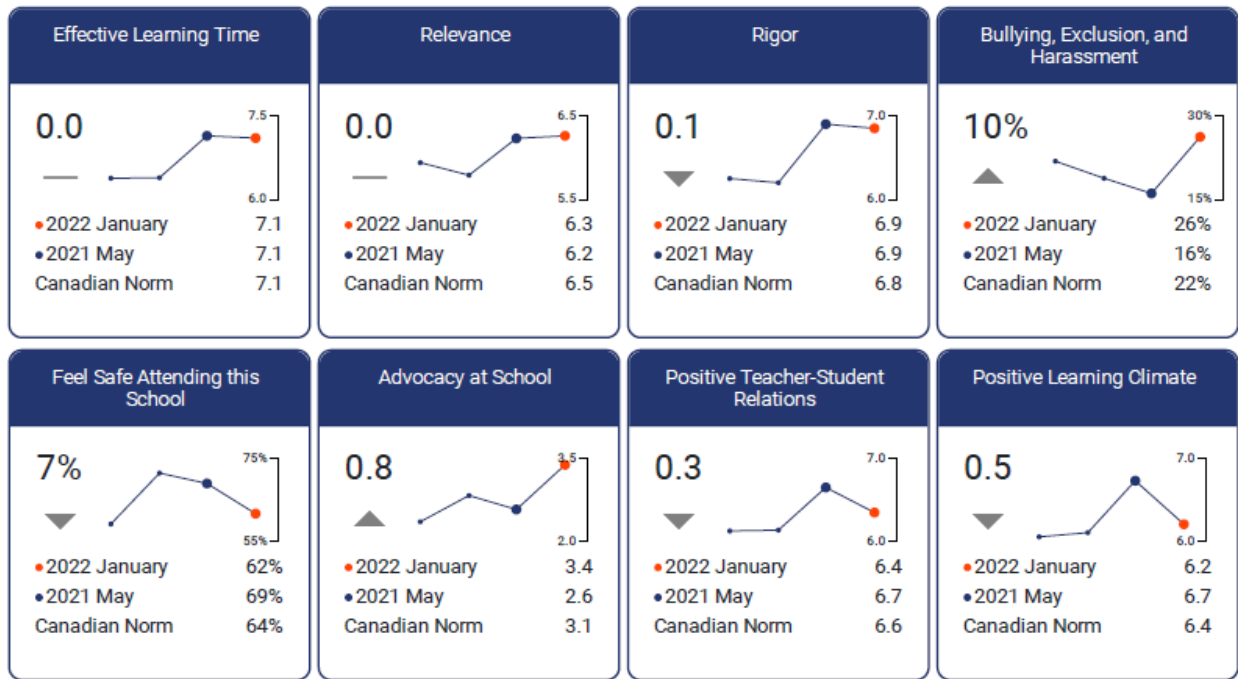 Effective Learning Time
0.0
7.5
6.0
2022 January 7.1
2021 May 7.1
Canadian Norm 7.1
Relevance
0.0
6.5
5.5
2022 January 6.3
2021 May 6.2
Canadian Norm 6.5
Rigor
0.1
7.0
6.0
2022 January 6.9
2021 May 6.9
Canadian Norm 6.8
Bullying, Exclusion, and
Harassment
10%
30%
15%
2022 January 26%
2021 May 16%
Canadian Norm 22%
Feel Safe Attending this
School
7%
75%
55%
2022 January 62%
2021 May 69%
Canadian Norm 64%
Advocacy at School
0.8
3.5
2.0
2022 January 3.4
2021 May 2.6
Canadian Norm 3.1
Positive Teacher-Student
Relations
0.3
7.0
6.0
2022 January 6.4
2021 May 6.7
Canadian Norm 6.6
Positive Learning Climate
0.5
7.0
6.0
2022 January 6.2
2021 May 6.7
Canadian Norm 6.4